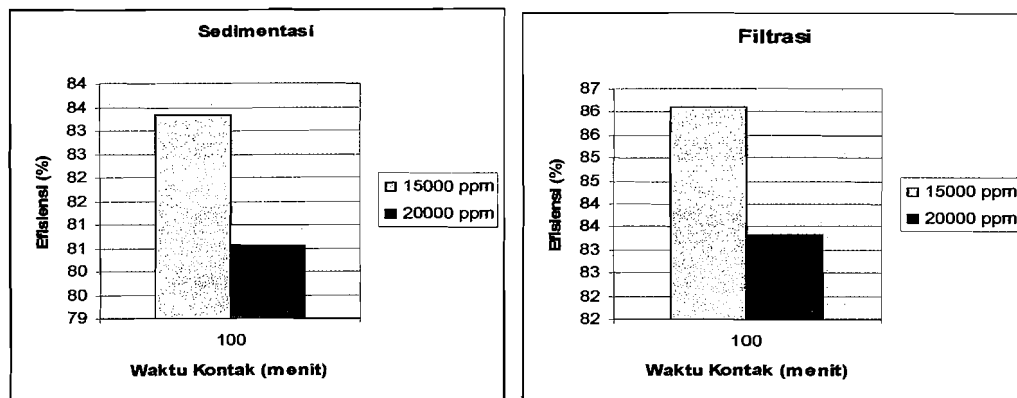 Sedimentasi
84
84
83
83
82
82
81
81
80
80
79
Efisiensi (%)
100
Waktu Kontak (menit)
15000 ppm
20000 ppm
Filtrasi
87
86
86
85
85
84
84
83
83
82
82
Efisiensi (%)
100
Waktu Kontak (menit)
15000 ppm
20000 ppm